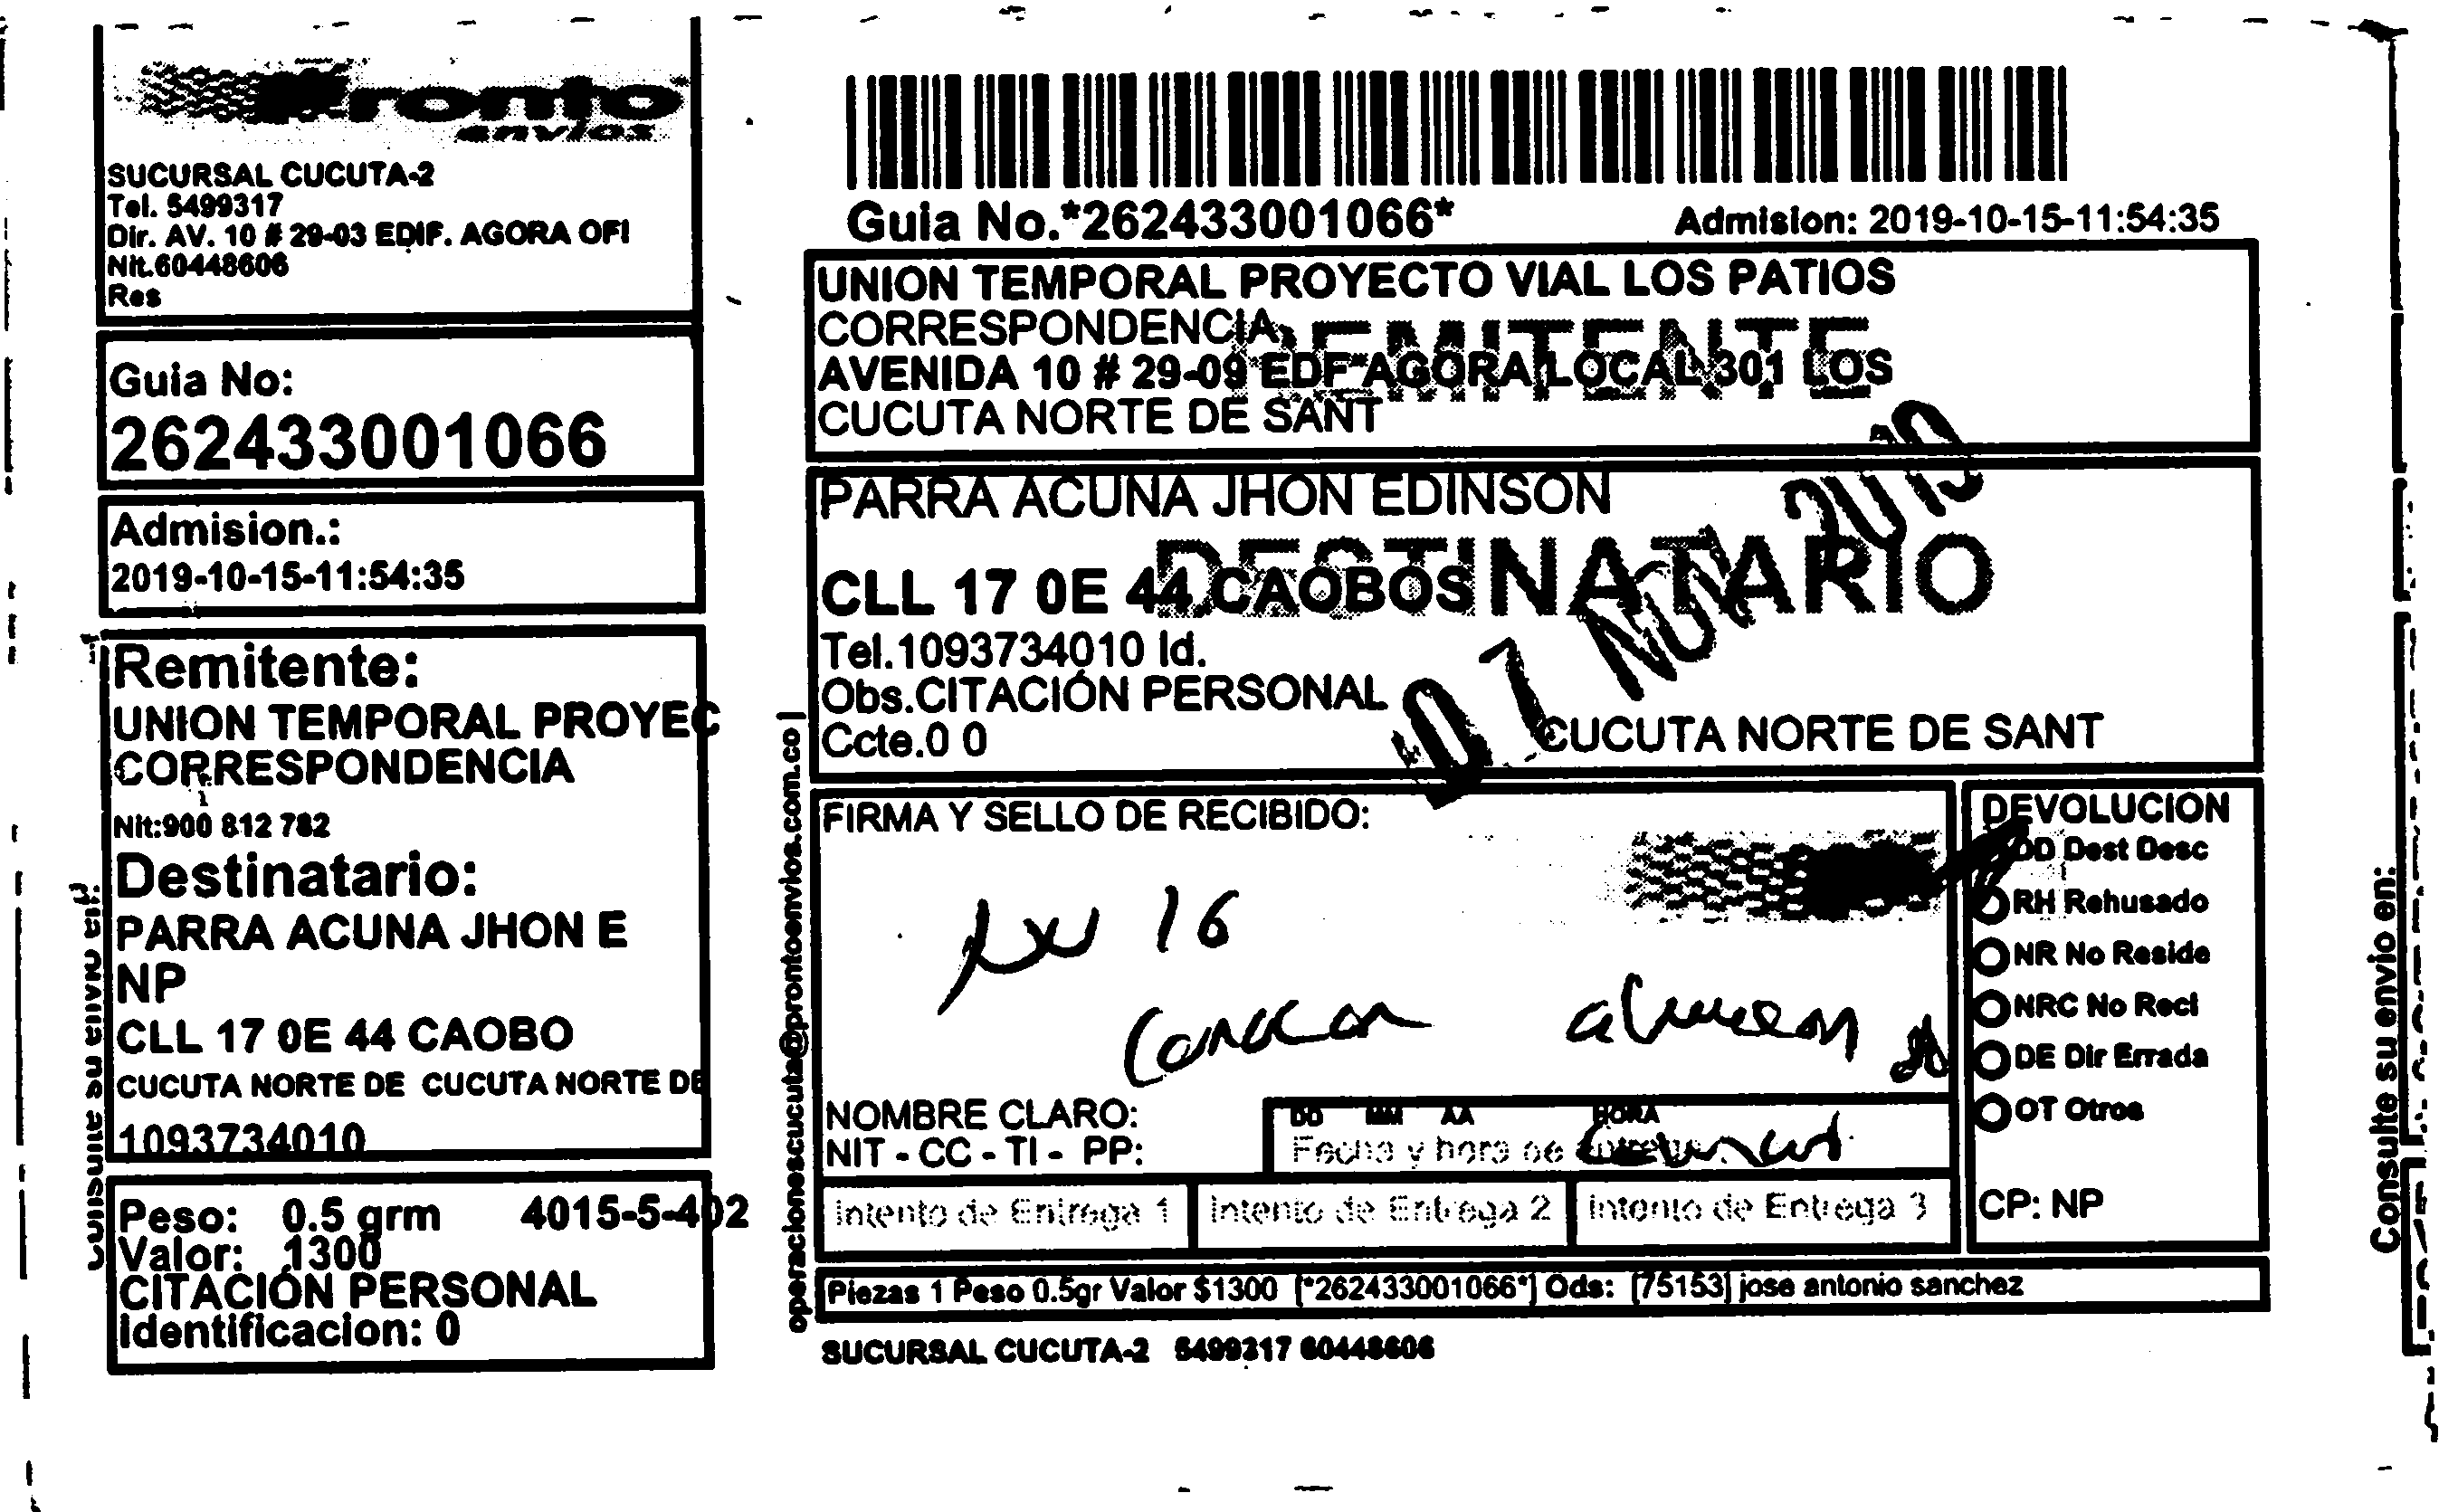 Pronto
envíos
SUCURSAL CUCUTA-2
Tel. 5499317
Dir. AV. 10 # 29-03 EDIF. AGORA OFI
Nit.60448606
Res
Guia No:
262433001066
Admision.:
2019-10-15-11:54:35
Remitente:
UNION TEMPORAL PROYEC
CORRESPONDENCIA
Nit:900 812 782
Destinatario:
PARRA ACUNA JHON E
NP
CLL 17 0E 44 CAOBO
CUCUTA NORTE DE CUCUTA NORTE DE
1093734010
Peso: 0.5 grm 4015-5-402
Valor: 1300
CITACIÓN PERSONAL
Identificacion: 0
Consulte su envio en:
Guia No.*262433001066*
Admision: 2019-10-15-11:54:35
UNION TEMPORAL PROYECTO VIAL LOS PATIOS
CORRESPONDENCIA
AVENIDA 10 # 29-09 EDF AGORA LOCAL 301 LOS
CUCUTA NORTE DE SANT
REMITENTE
PARRA ACUNA JHON EDINSON
DESTINATARIO
CLL 17 0E 44 CAOBOS
Tel.1093734010 Id.
Obs.CITACIÓN PERSONAL
Ccte.0 0
CUCUTA NORTE DE SANT
07 NOV 2019
operacionescucuta@prontoenvios.com.co |
FIRMA Y SELLO DE RECIBIDO:
16
NOMBRE CLARO:
NIT - CC - TI - PP:
DD MM AA HORA
Fecha y hora de entrega
Intento de Entrega 1
Intento de Entrega 2
Intento de Entrega 3
DEVOLUCION
DD Dest Desc
RH Rehusado
NR No Reside
NRC No Recl
DE Dir Errada
OT Otros
CP: NP
Piezas 1 Peso 0.5gr Valor $1300 [*262433001066*] Ods: [75153] jose antonio sanchez
SUCURSAL CUCUTA-2 5499317 60448606
Consulte su envio en: